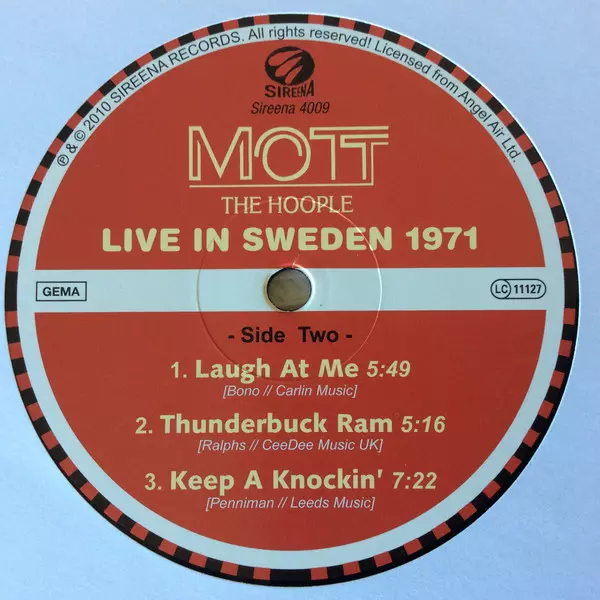 ℗ & © 2010 SIREENA RECORDS. All rights reserved! Licensed from Angel Air Ltd.
SIREENA
Sireena 4009
MOTT
THE HOOPLE
LIVE IN SWEDEN 1971
GEMA
LC 11127
- Side Two -
1. Laugh At Me 5:49
[Bono // Carlin Music]
2. Thunderbuck Ram 5:16
[Ralphs // CeeDee Music UK]
3. Keep A Knockin' 7:22
[Penniman // Leeds Music]